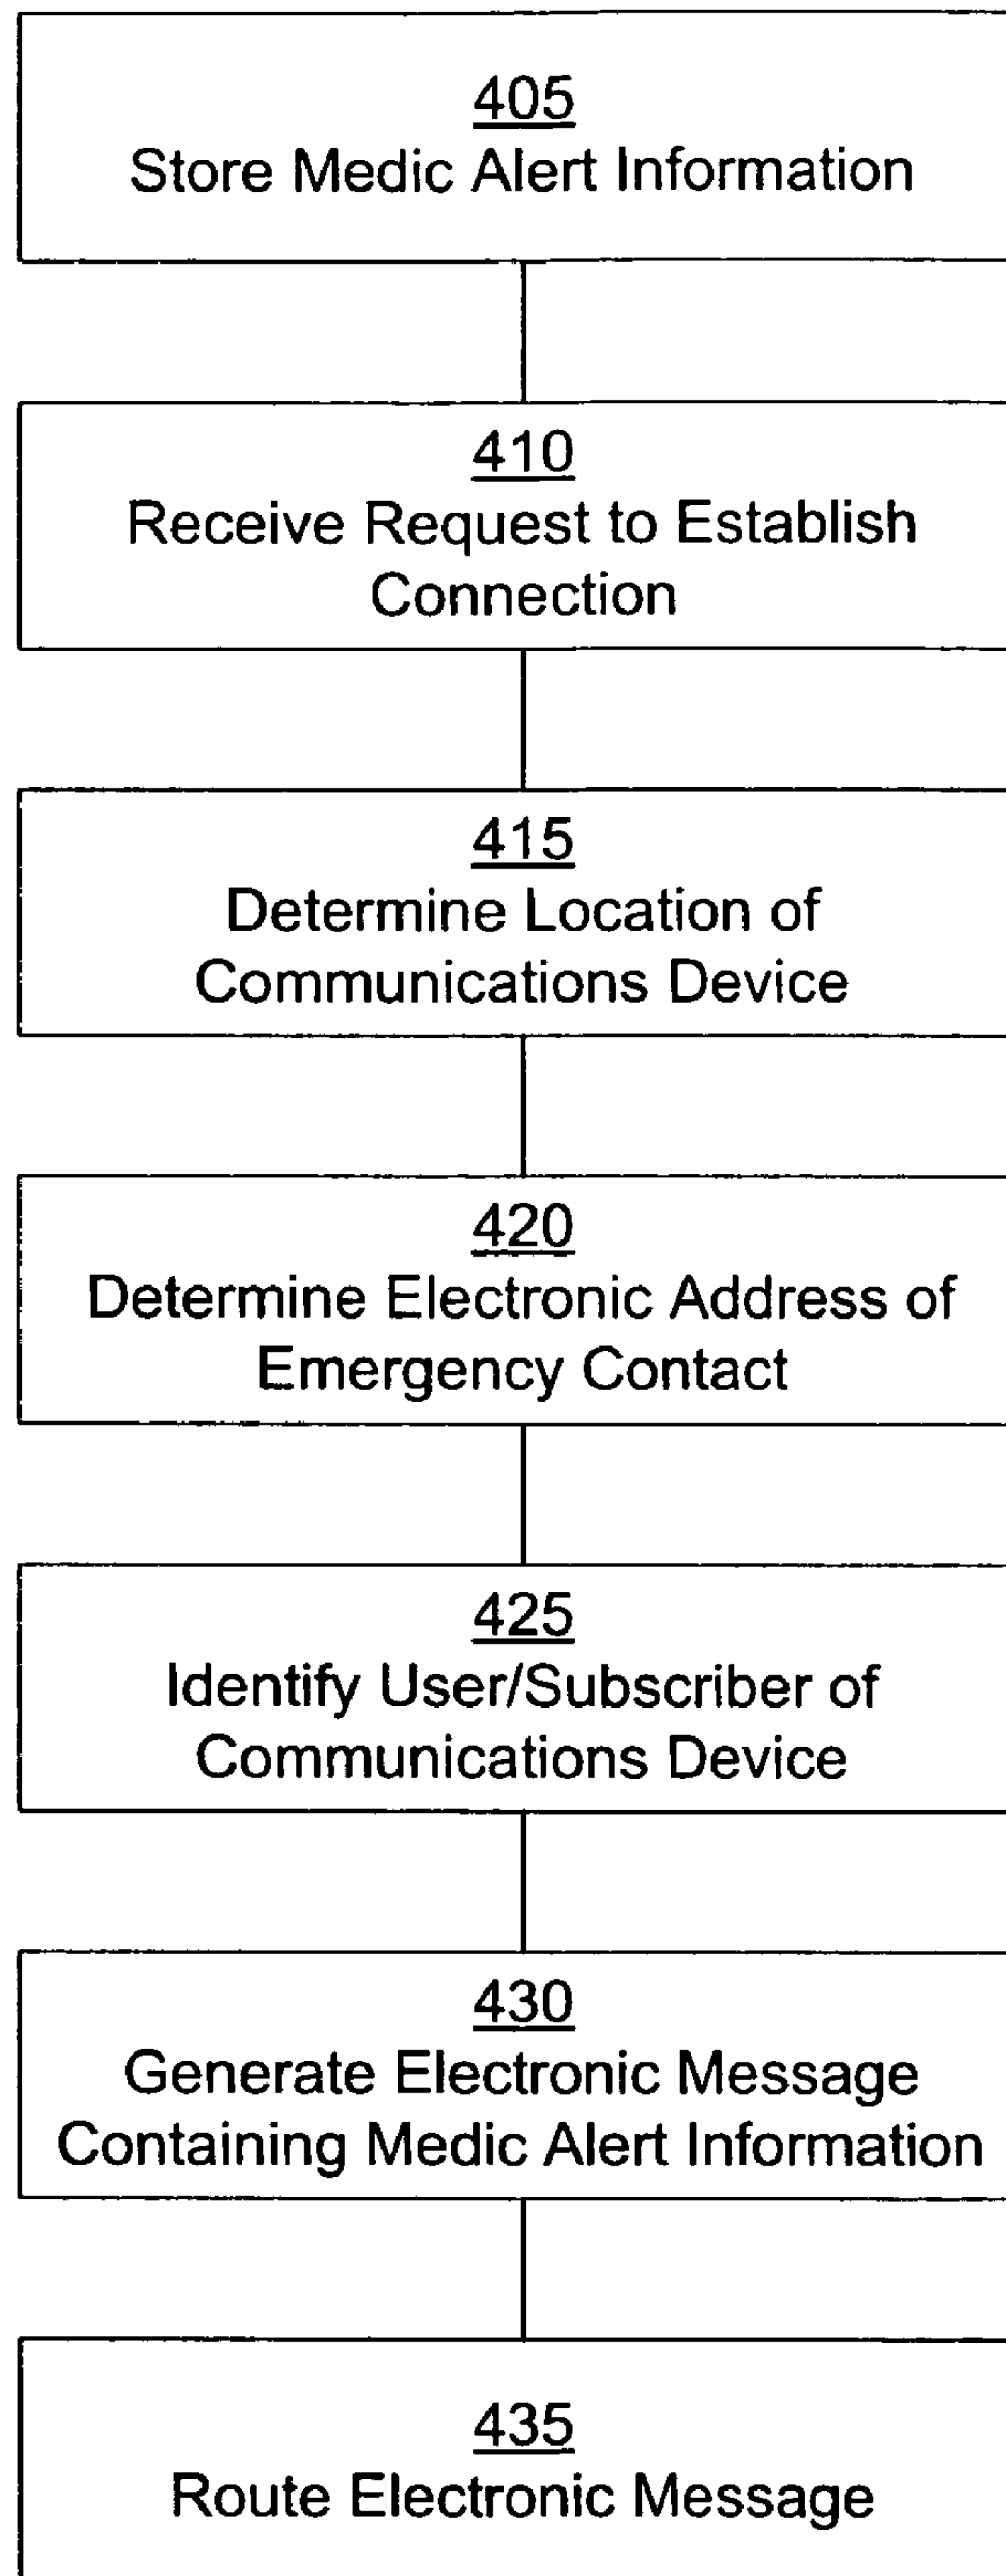 405
Store Medic Alert Information
410
Receive Request to Establish
Connection
415
Determine Location of
Communications Device
420
Determine Electronic Address of
Emergency Contact
425
Identify User/Subscriber of
Communications Device
430
Generate Electronic Message
Containing Medic Alert Information
435
Route Electronic Message